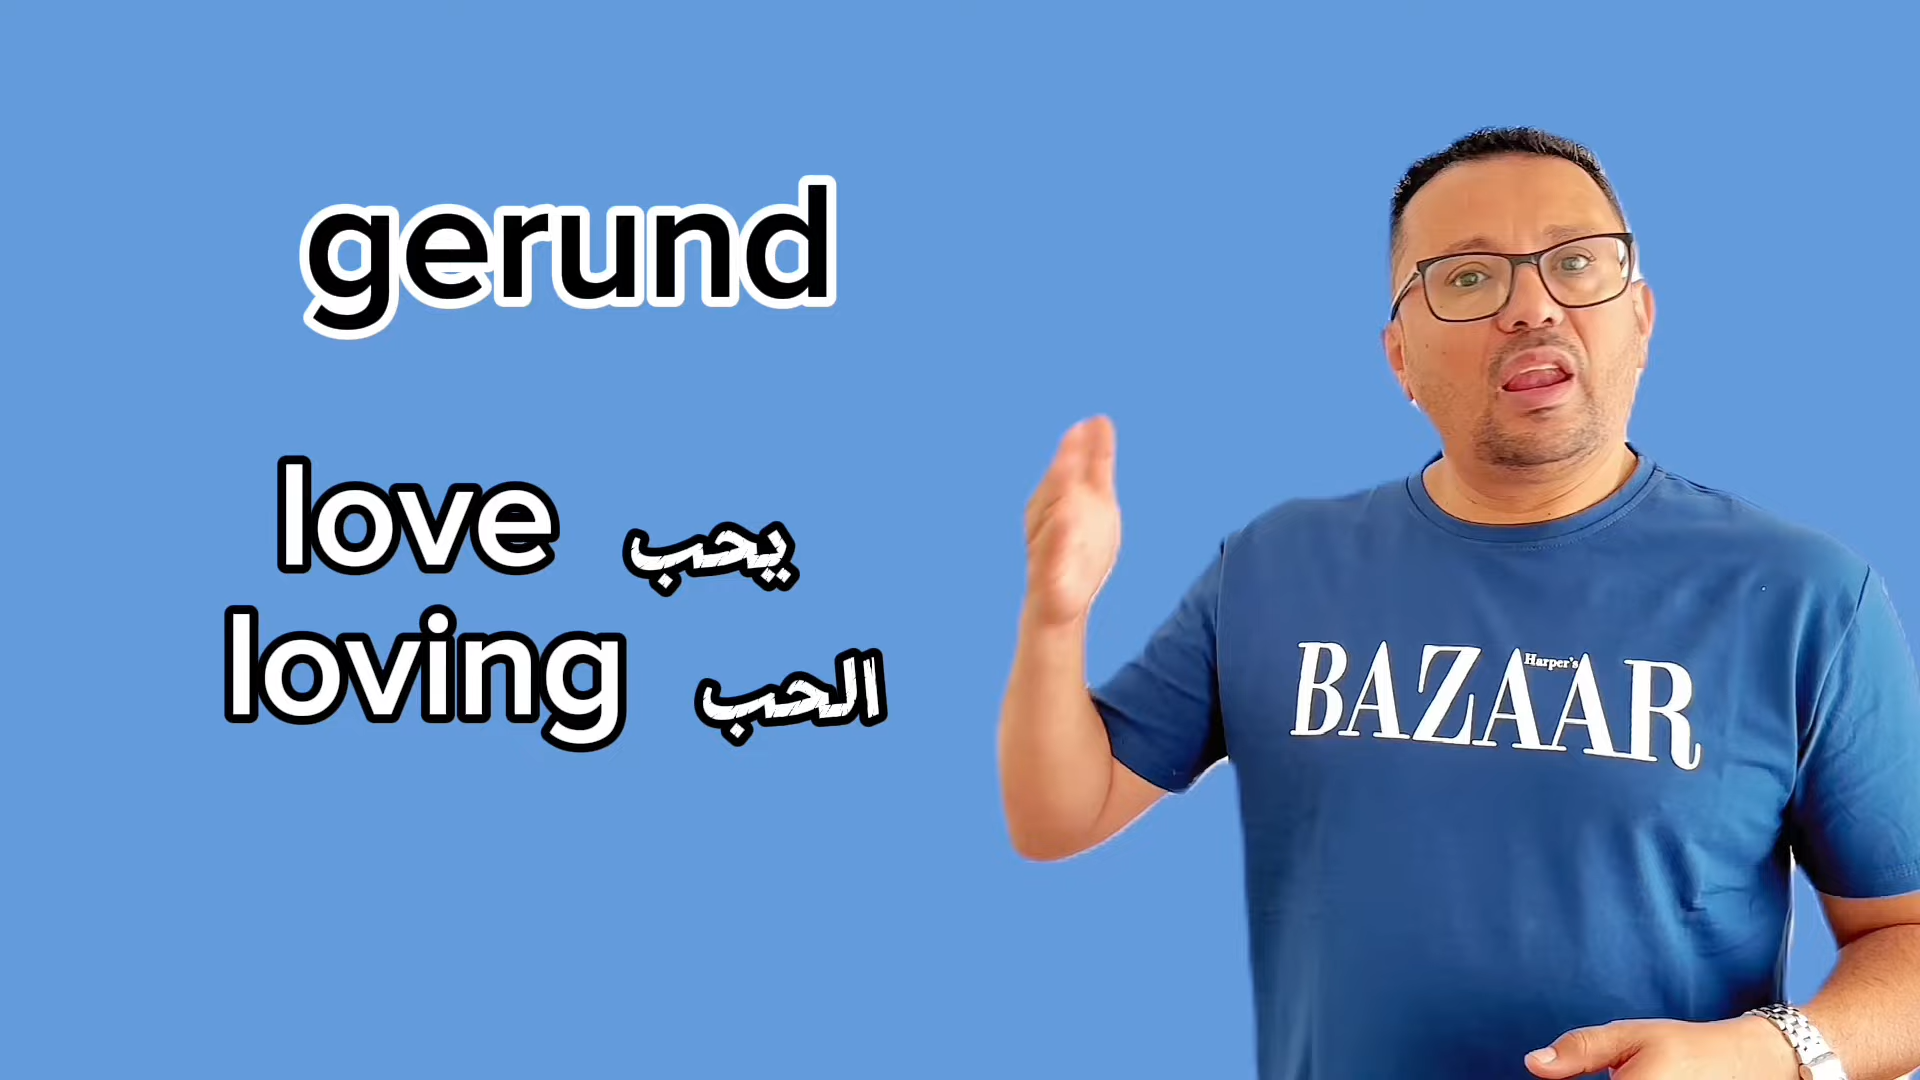 gerund
love يحب
loving الحب
Harper's
BAZAAR